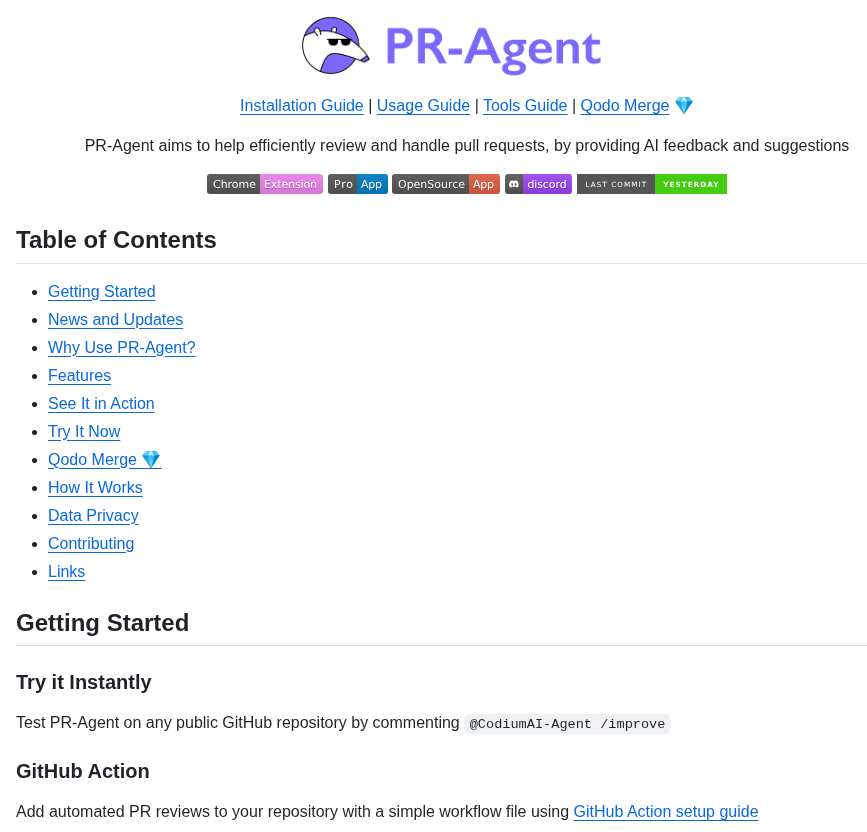 PR-Agent
Installation Guide | Usage Guide | Tools Guide | Qodo Merge 💎
PR-Agent aims to help efficiently review and handle pull requests, by providing AI feedback and suggestions
Chrome Extension Pro App OpenSource App discord LAST COMMIT YESTERDAY
Table of Contents
• Getting Started
• News and Updates
• Why Use PR-Agent?
• Features
• See It in Action
• Try It Now
• Qodo Merge 💎
• How It Works
• Data Privacy
• Contributing
• Links
Getting Started
Try it Instantly
Test PR-Agent on any public GitHub repository by commenting @CodiumAI-Agent /improve
GitHub Action
Add automated PR reviews to your repository with a simple workflow file using GitHub Action setup guide